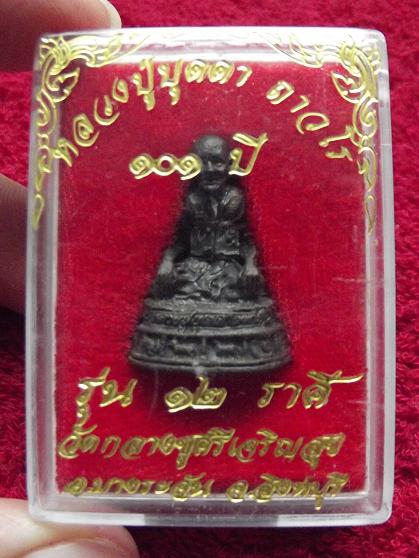 หลวงปู่บุดดา ถาวโร
๑๐๑ ปี
รุ่น ๑๒ ราศี
วัดกลางชูศรีเจริญสุข
อ.บางระจัน จ.สิงห์บุรี